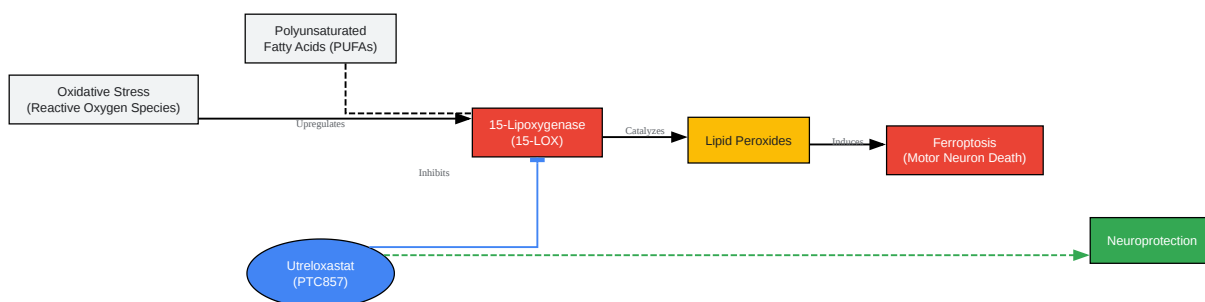 Polyunsaturated
Fatty Acids (PUFAs)
Oxidative Stress
(Reactive Oxygen Species)
Upregulates
15-Lipoxygenase
(15-LOX)
Catalyzes
Lipid Peroxides
Induces
Ferroptosis
(Motor Neuron Death)
Inhibits
Utreloxastat
(PTC857)
Neuroprotection